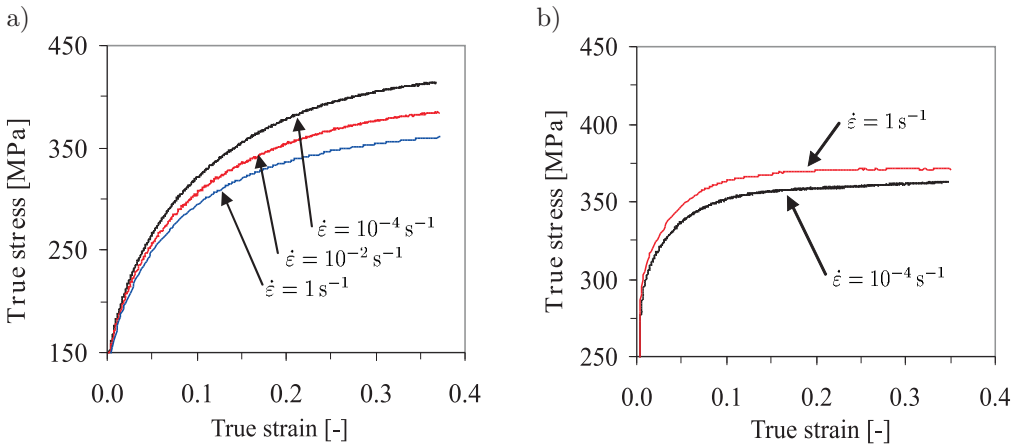 a)
450
350
250
150
0.0 0.1 0.2 0.3 0.4
True stress [MPa]
True strain [-]
ε̇ = 10⁻⁴ s⁻¹
ε̇ = 10⁻² s⁻¹
ε̇ = 1 s⁻¹
b)
450
400
350
300
250
0.0 0.1 0.2 0.3 0.4
True stress [MPa]
True strain [-]
ε̇ = 1 s⁻¹
ε̇ = 10⁻⁴ s⁻¹